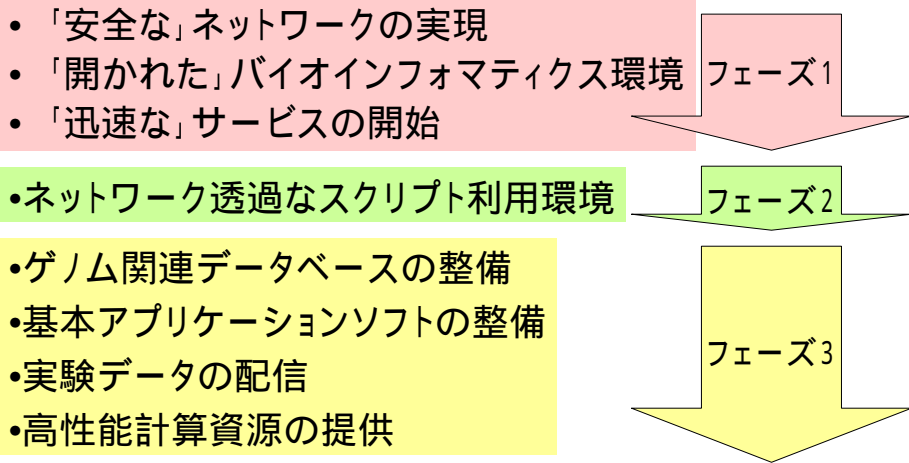 • 「安全な」ネットワークの実現
• 「開かれた」バイオインフォマティクス環境
• 「迅速な」サービスの開始
フェーズ1
•ネットワーク透過なスクリプト利用環境
フェーズ2
•ゲノム関連データベースの整備
•基本アプリケーションソフトの整備
•実験データの配信
•高性能計算資源の提供
フェーズ3